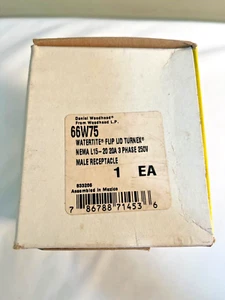 Daniel Woodhead®
From Woodhead L.P.
66W75
WATERTITE® FLIP LID TURNEX®
NEMA L15-20 20A 3 PHASE 250V
MALE RECEPTACLE
1 EA
Assembled in Mexico
7 86788 71453 6